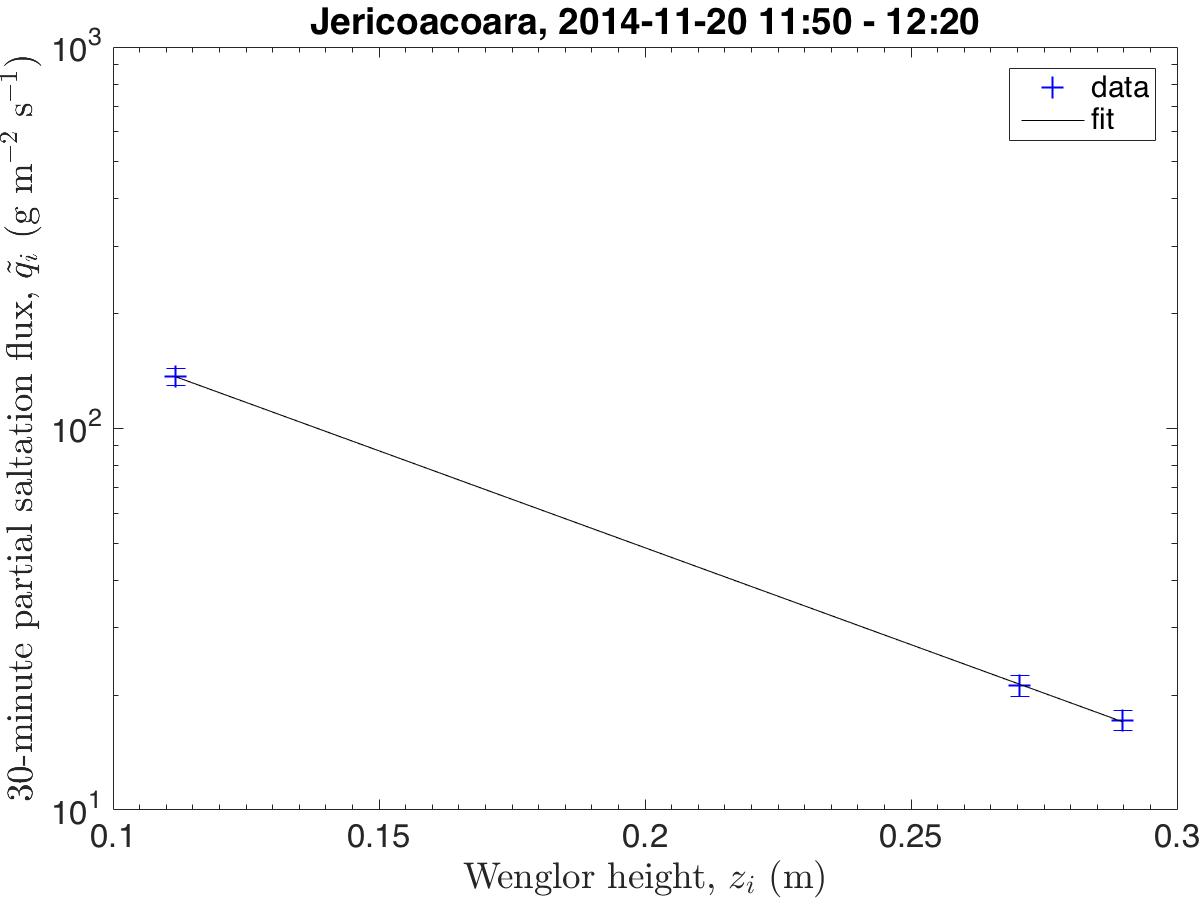 Jericoacoara, 2014-11-20 11:50 - 12:20
30-minute partial saltation flux, q̃ᵢ (g m⁻² s⁻¹)
10³
10²
10¹
data
fit
0.1 0.15 0.2 0.25 0.3
Wenglor height, zᵢ (m)